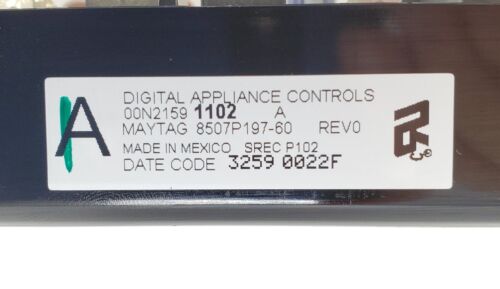 A
DIGITAL APPLIANCE CONTROLS
00N2159 1102 A
MAYTAG 8507P197-60 REV0
MADE IN MEXICO SREC P102
DATE CODE 3259 0022F